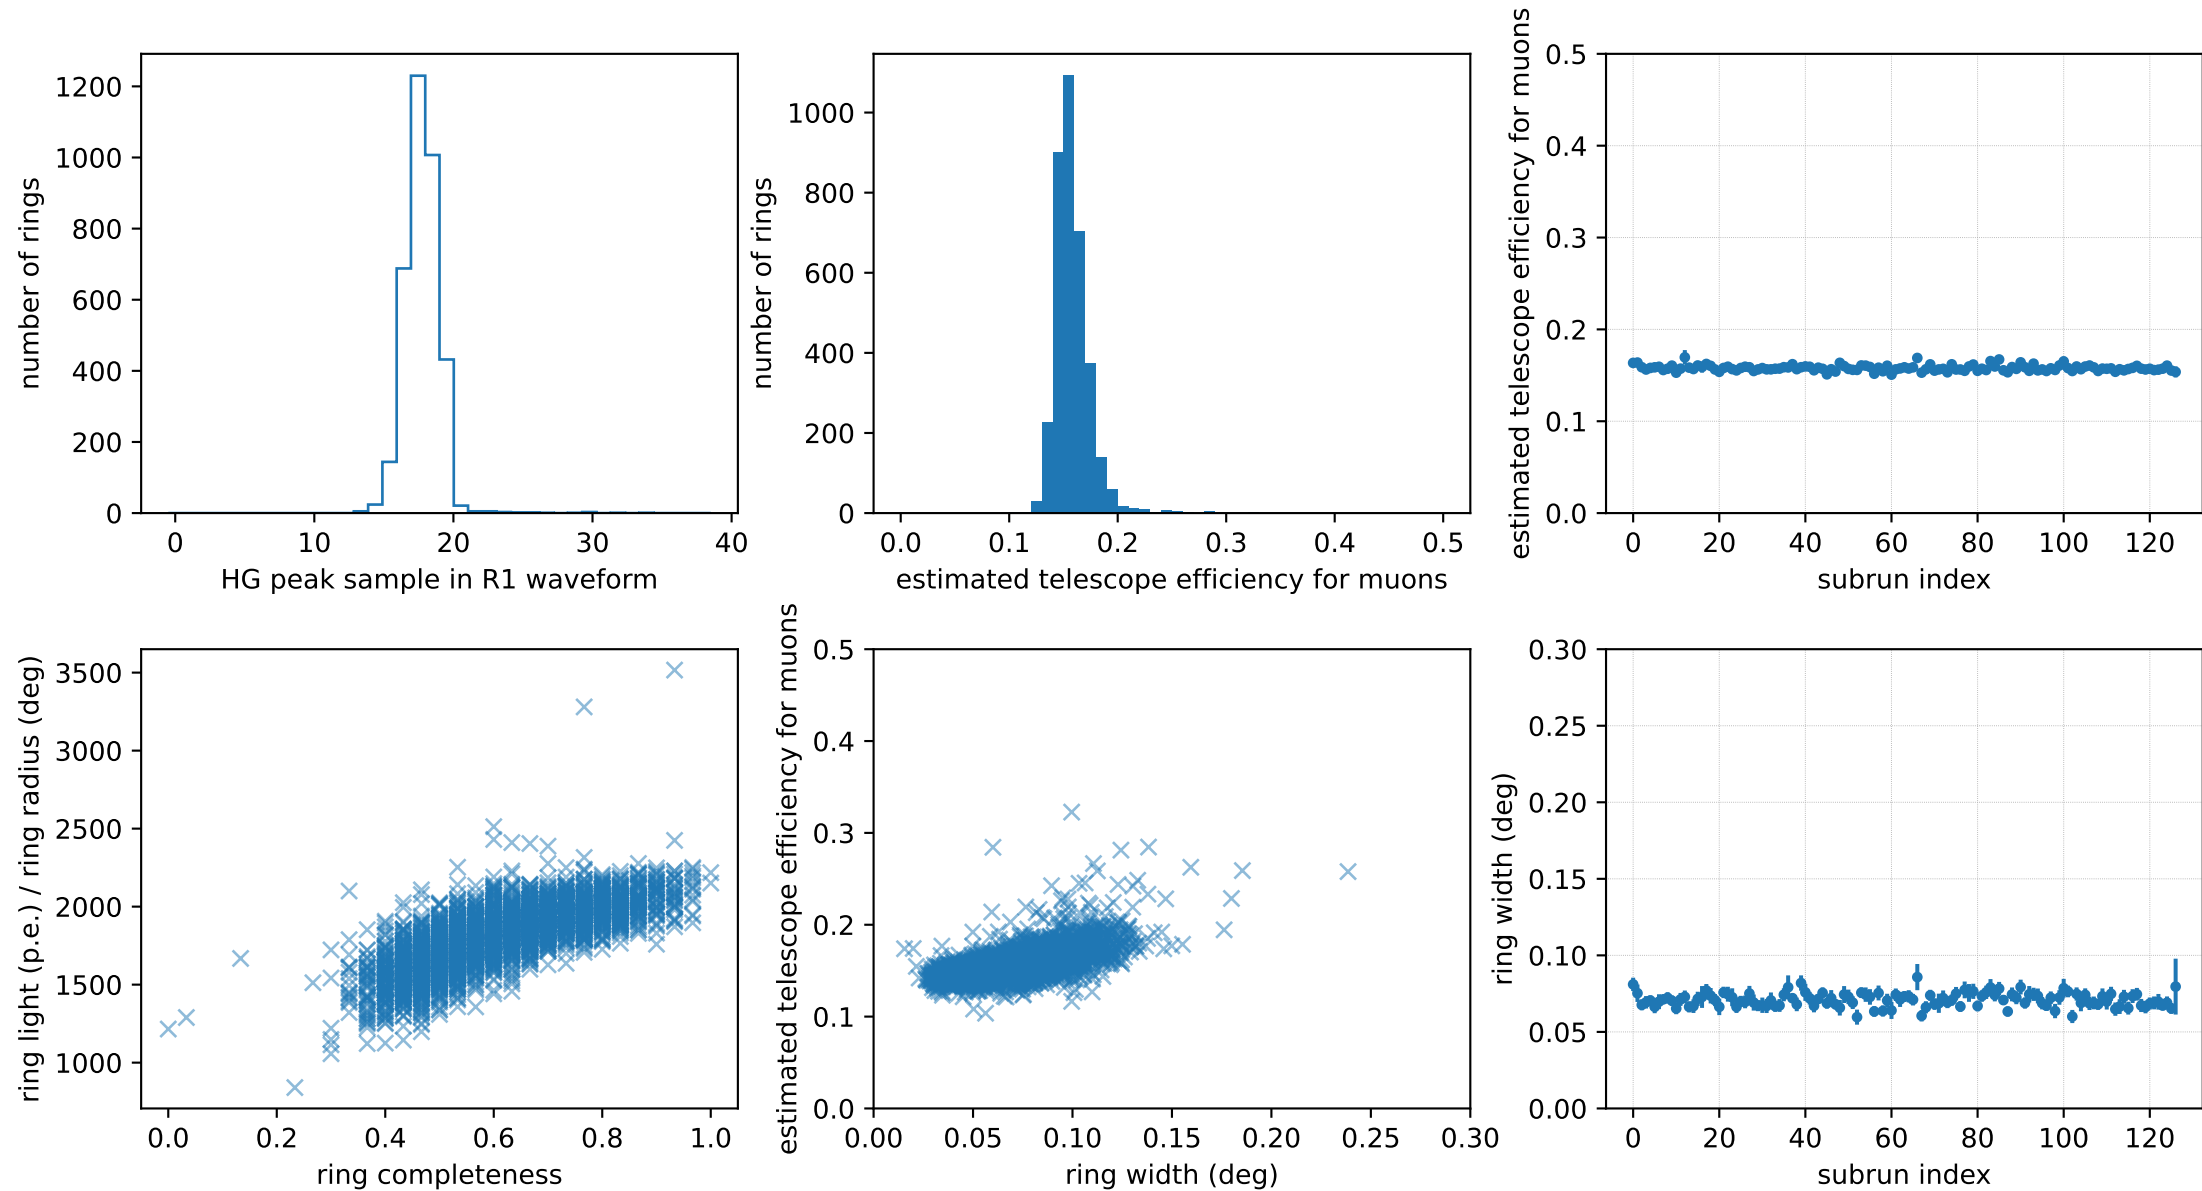 number of rings
1200
1000
800
600
400
200
0
0 10 20 30 40
HG peak sample in R1 waveform
number of rings
1000
800
600
400
200
0
0.0 0.1 0.2 0.3 0.4 0.5
estimated telescope efficiency for muons
estimated telescope efficiency for muons
0.5
0.4
0.3
0.2
0.1
0.0
0 20 40 60 80 100 120
subrun index
ring light (p.e.) / ring radius (deg)
3500
3000
2500
2000
1500
1000
0.0 0.2 0.4 0.6 0.8 1.0
ring completeness
estimated telescope efficiency for muons
0.5
0.4
0.3
0.2
0.1
0.0
0.00 0.05 0.10 0.15 0.20 0.25 0.30
ring width (deg)
ring width (deg)
0.30
0.25
0.20
0.15
0.10
0.05
0.00
0 20 40 60 80 100 120
subrun index